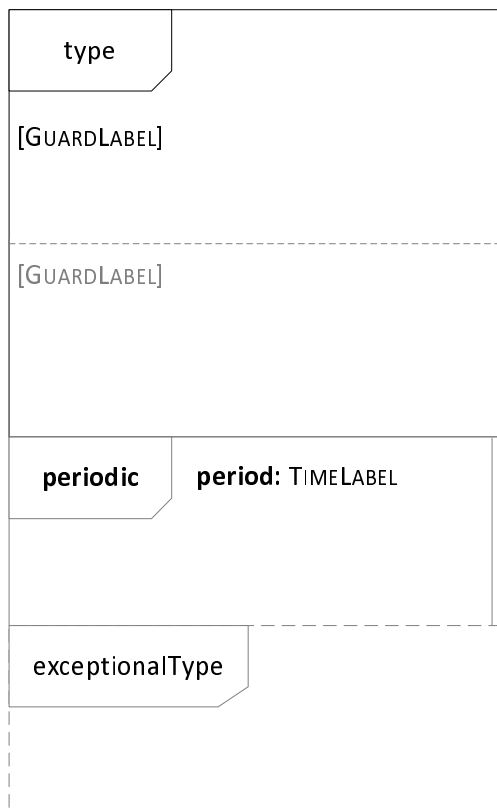 type
[GUARDLABEL]
[GUARDLABEL]
periodic period: TIMELABEL
exceptionalType